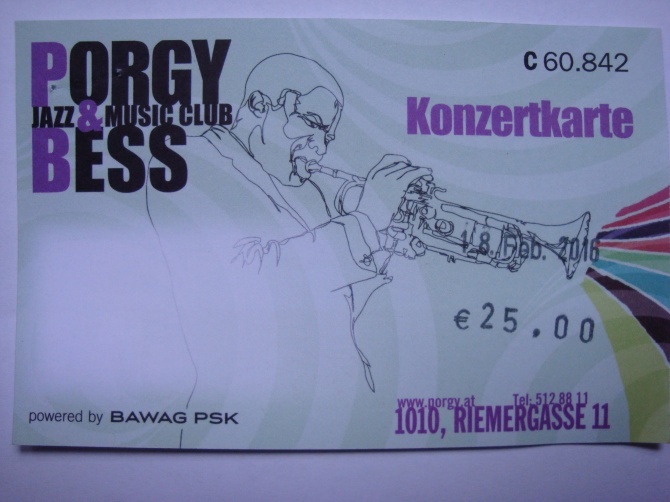 PORGY
JAZZ & MUSIC CLUB
BESS
C 60.842
Konzertkarte
18. Feb. 2016
€ 25.00
www.porgy.at Tel: 512 88 11
1010, RIEMERGASSE 11
powered by BAWAG PSK